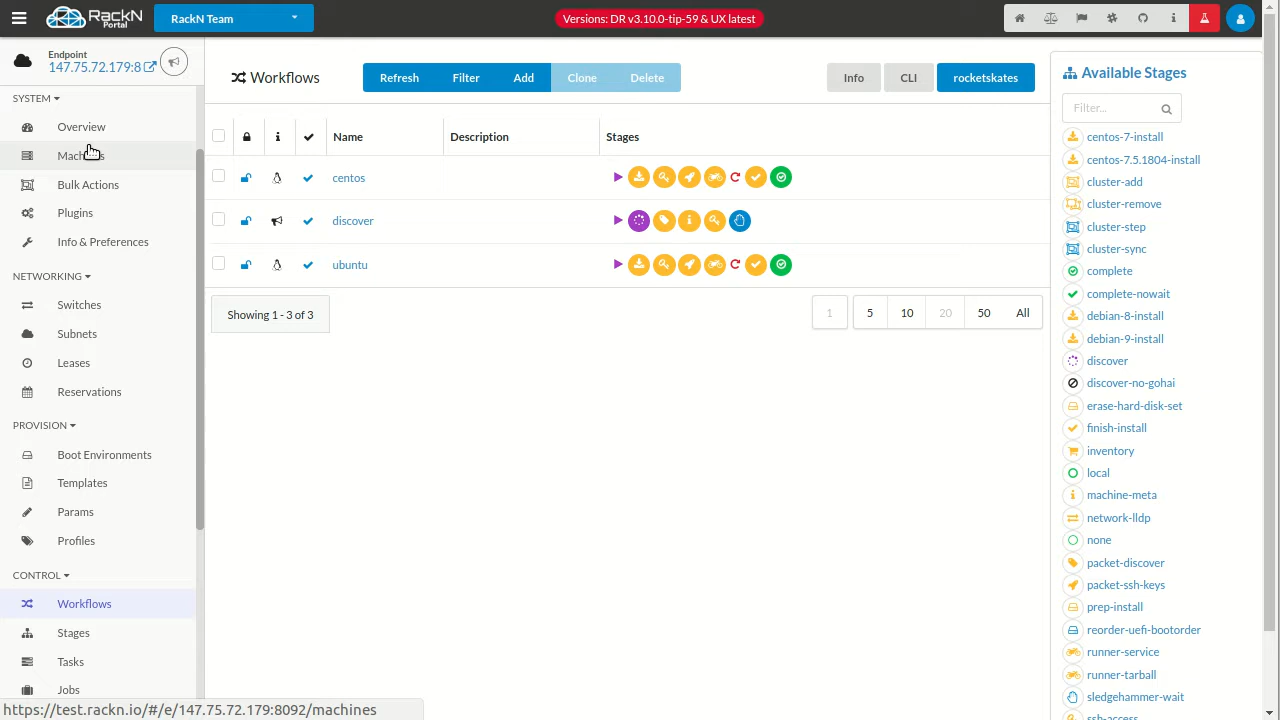 RackN
Portal
RackN Team
Versions: DR v3.10.0-tip-59 & UX latest
Endpoint
147.75.72.179:8
SYSTEM
Overview
Machines
Bulk Actions
Plugins
Info & Preferences
NETWORKING
Switches
Subnets
Leases
Reservations
PROVISION
Boot Environments
Templates
Params
Profiles
CONTROL
Workflows
Stages
Tasks
Jobs
https://test.rackn.io/#/e/147.75.72.179:8092/machines
Workflows
Refresh Filter Add Clone Delete
Info CLI rocketskates
Name Description Stages
centos
discover
ubuntu
Showing 1 - 3 of 3
1 5 10 20 50 All
Available Stages
Filter...
centos-7-install
centos-7.5.1804-install
cluster-add
cluster-remove
cluster-step
cluster-sync
complete
complete-nowait
debian-8-install
debian-9-install
discover
discover-no-gohai
erase-hard-disk-set
finish-install
inventory
local
machine-meta
network-lldp
none
packet-discover
packet-ssh-keys
prep-install
reorder-uefi-bootorder
runner-service
runner-tarball
sledgehammer-wait
ssh-access